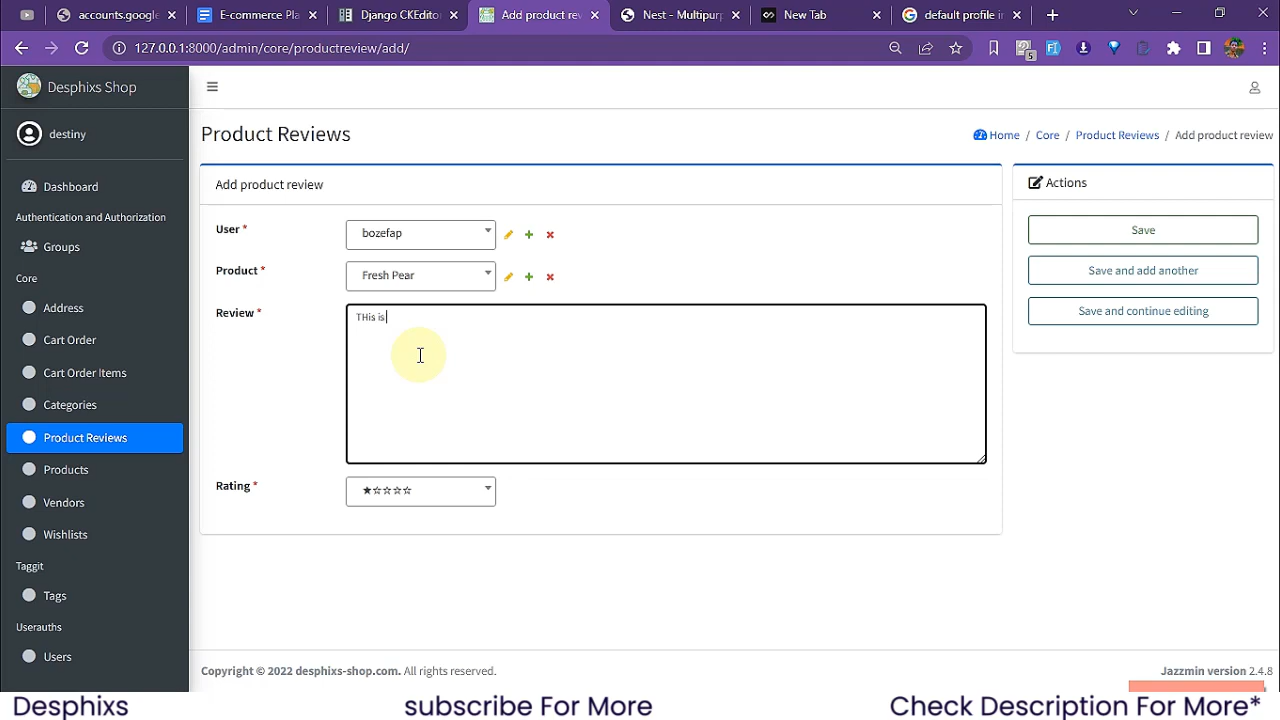 accounts.google
E-commerce Pla
Django CKEditor
Add product rev
Nest - Multipurp
New Tab
default profile in
127.0.0.1:8000/admin/core/productreview/add/
5
Desphixs Shop
destiny
Dashboard
Authentication and Authorization
Groups
Core
Address
Cart Order
Cart Order Items
Categories
Product Reviews
Products
Vendors
Wishlists
Taggit
Tags
Userauths
Users
Product Reviews
Home / Core / Product Reviews / Add product review
Add product review
User *
bozefap
Product *
Fresh Pear
Review *
THis is
Rating *
★☆☆☆☆
Actions
Save
Save and add another
Save and continue editing
Copyright © 2022 desphixs-shop.com. All rights reserved.
Jazzmin version 2.4.8
Desphixs
subscribe For More
Check Description For More*